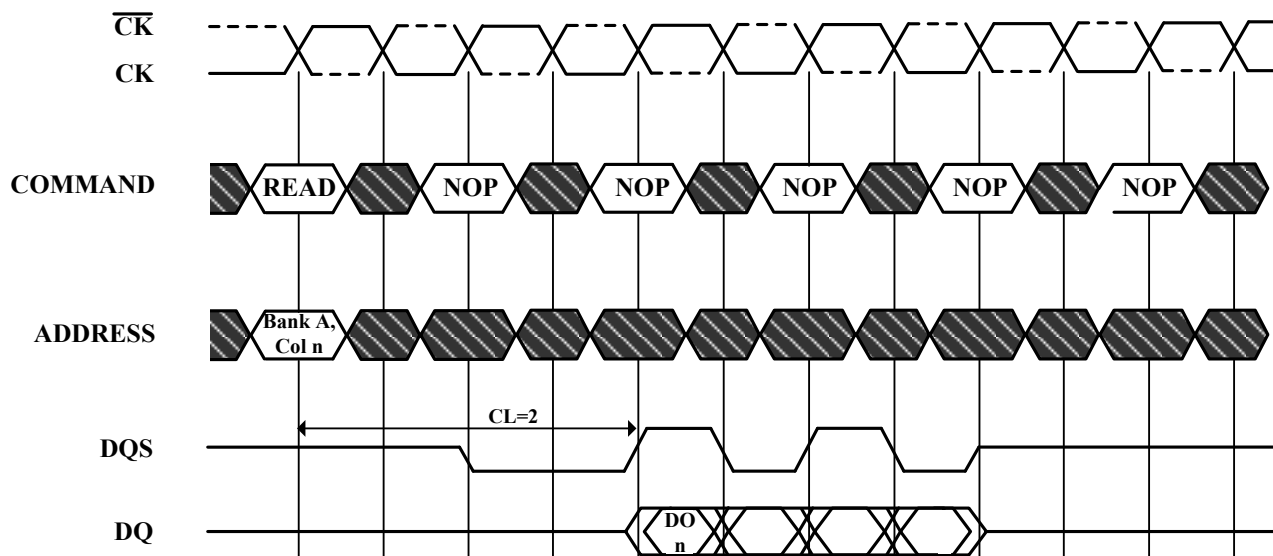 CK
CK
COMMAND READ NOP NOP NOP NOP NOP
ADDRESS Bank A,
Col n
CL=2
DQS
DQ DO
n